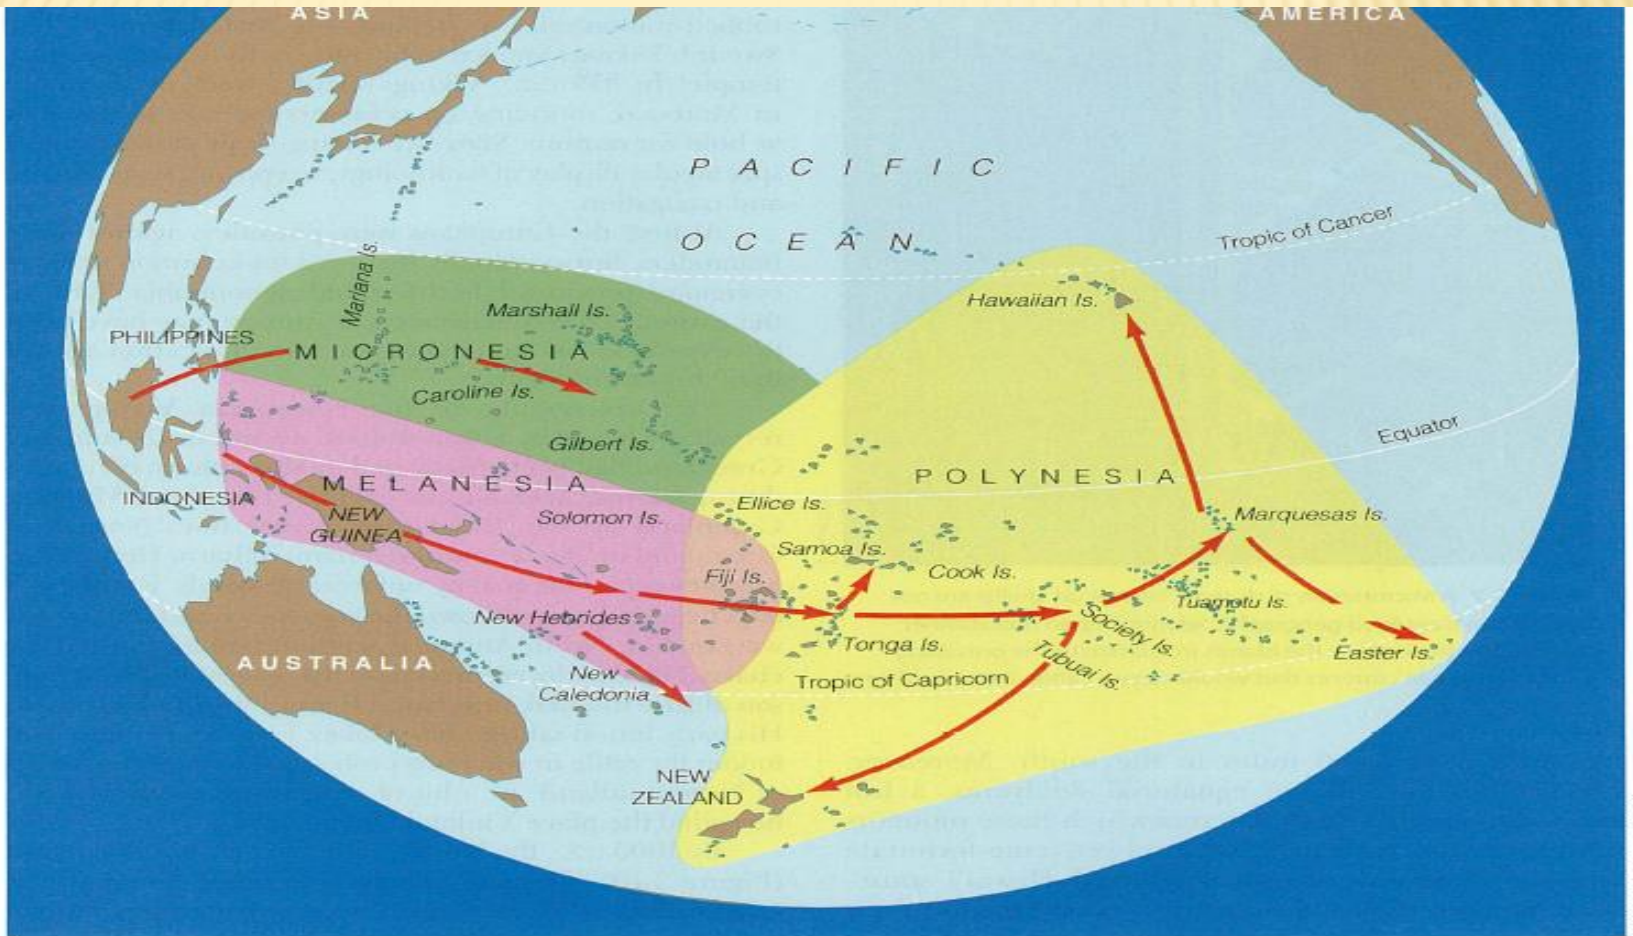 ASIA
AMERICA
PACIFIC
OCEAN
Tropic of Cancer
Mariana Is.
Hawaiian Is.
Marshall Is.
PHILIPPINES
MICRONESIA
Caroline Is.
Equator
Gilbert Is.
POLYNESIA
MELANESIA
INDONESIA
Ellice Is.
NEW
GUINEA
Solomon Is.
Marquesas Is.
Samoa Is.
Fiji Is.
Cook Is.
Tuamotu Is.
New Hebrides
Society Is.
Tonga Is.
Easter Is.
AUSTRALIA
Tubuai Is.
New
Caledonia
Tropic of Capricorn
NEW
ZEALAND